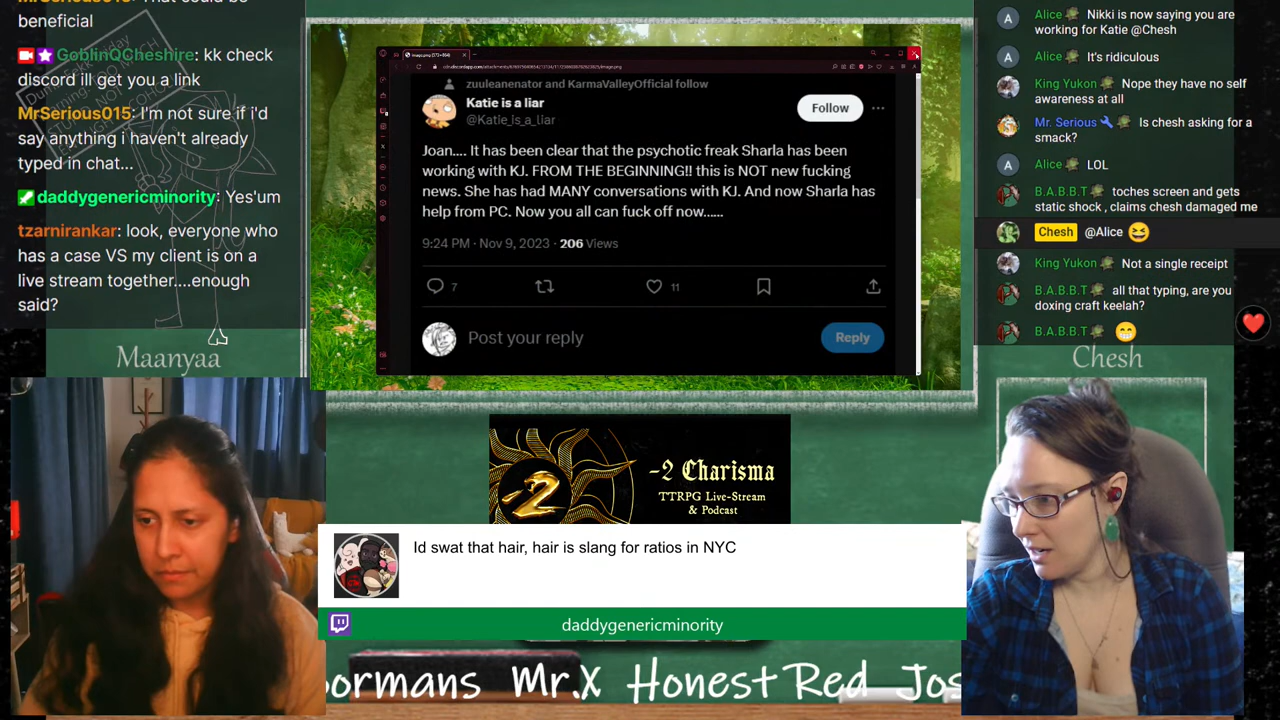 MrSerious015: That could be
beneficial
GoblinQCheshire: kk check
discord ill get you a link
MrSerious015: I'm not sure if i'd
say anything i haven't already
typed in chat...
daddygenericminority: Yes'um
tzarnirankar: look, everyone who
has a case VS my client is on a
live stream together....enough
said?
Maanyaa
zuuleanenator and KarmaValleyOfficial follow
Katie is a liar
@Katie_is_a_liar
Follow
Joan.... It has been clear that the psychotic freak Sharla has been
working with KJ. FROM THE BEGINNING!! this is NOT new fucking
news. She has had MANY conversations with KJ. And now Sharla has
help from PC. Now you all can fuck off now......
9:24 PM · Nov 9, 2023 · 206 Views
7
11
Post your reply
Reply
A Alice Nikki is now saying you are
working for Katie @Chesh
A Alice It's ridiculous
King Yukon Nope they have no self
awareness at all
Mr. Serious Is chesh asking for a
smack?
A Alice LOL
B.A.B.B.T toches screen and gets
static shock , claims chesh damaged me
Chesh @Alice
King Yukon Not a single receipt
B.A.B.B.T all that typing, are you
doxing craft keelah?
B.A.B.B.T
Chesh
-2 Charisma
TTRPG Live-Stream
& Podcast
Id swat that hair, hair is slang for ratios in NYC
daddygenericminority
ormans Mr.X Honest Red Jos